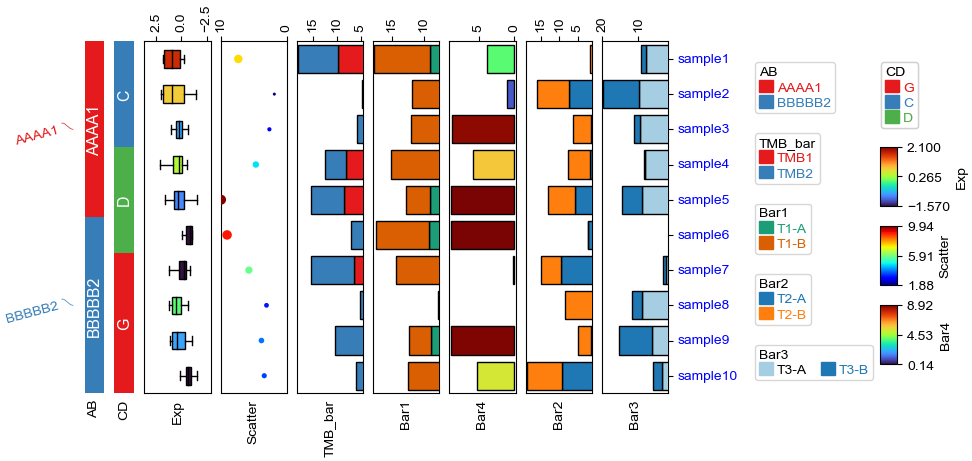 2.5 0.0 -2.5
10 0
15 10 5
15 10
5 0
15 10 5
20 10
AAAA1
BBBBB2
AAAA1
BBBBB2
C
D
G
sample1
sample2
sample3
sample4
sample5
sample6
sample7
sample8
sample9
sample10
AB
CD
Exp
Scatter
TMB_bar
Bar1
Bar4
Bar2
Bar3
AB
AAAA1
BBBBB2
TMB_bar
TMB1
TMB2
Bar1
T1-A
T1-B
Bar2
T2-A
T2-B
Bar3
T3-A T3-B
CD
G
C
D
2.100
0.265
−1.570
Exp
9.94
5.91
1.88
Scatter
8.92
4.53
0.14
Bar4